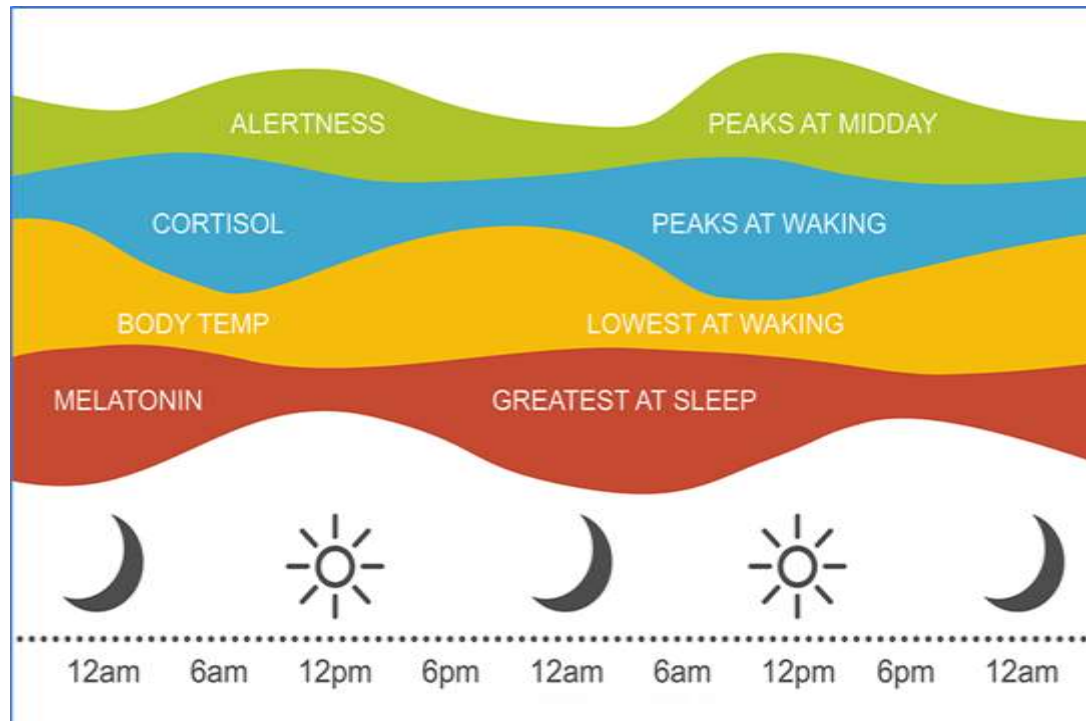 ALERTNESS PEAKS AT MIDDAY
CORTISOL PEAKS AT WAKING
BODY TEMP LOWEST AT WAKING
MELATONIN GREATEST AT SLEEP
12am 6am 12pm 6pm 12am 6am 12pm 6pm 12am